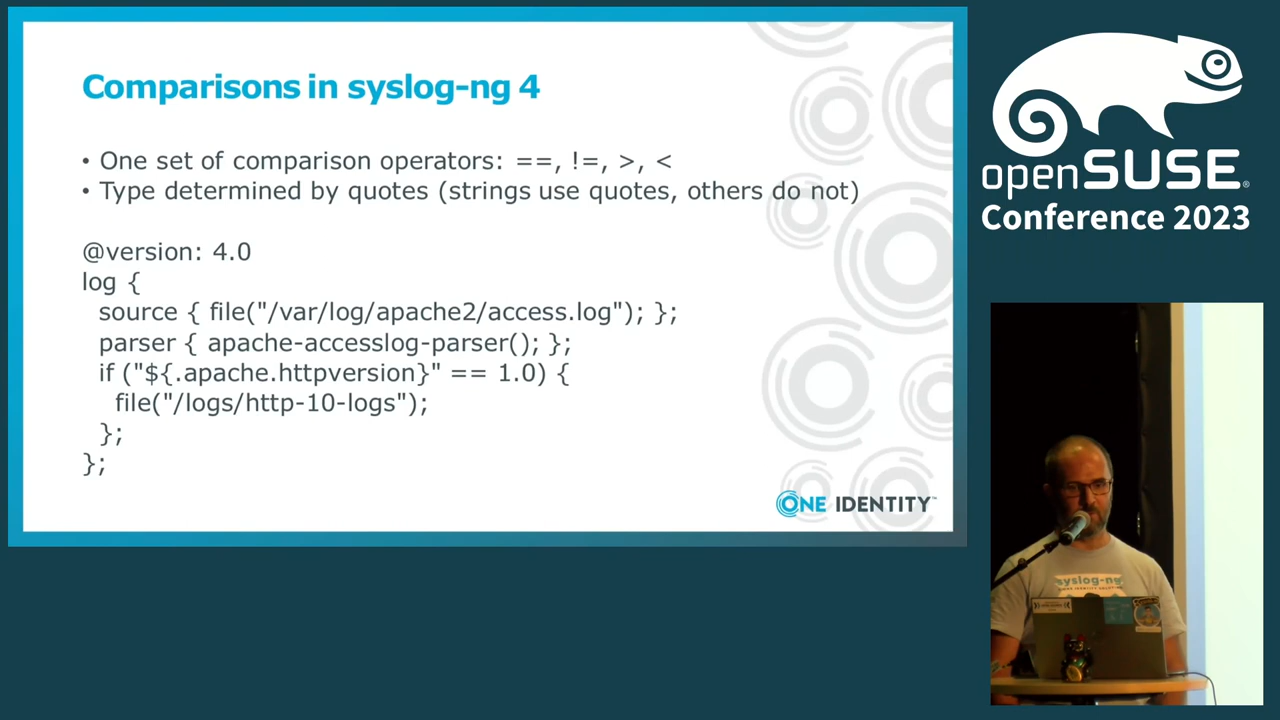 Comparisons in syslog-ng 4
• One set of comparison operators: ==, !=, >, <
• Type determined by quotes (strings use quotes, others do not)
@version: 4.0
log {
source { file("/var/log/apache2/access.log"); };
parser { apache-accesslog-parser(); };
if ("${.apache.httpversion}" == 1.0) {
file("/logs/http-10-logs");
};
};
ONE IDENTITY™
openSUSE®
Conference 2023
syslog-ng